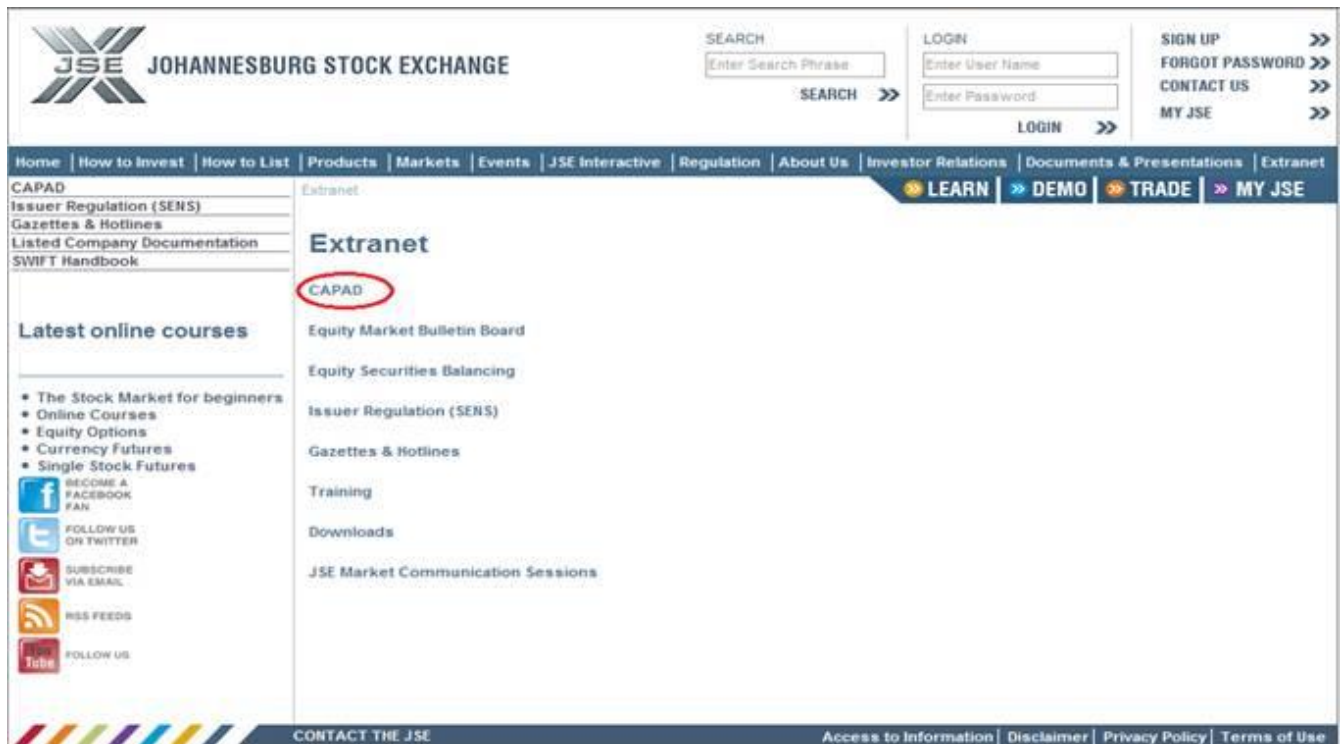 JSE JOHANNESBURG STOCK EXCHANGE
SEARCH
Enter Search Phrase
SEARCH
LOGIN
Enter User Name
Enter Password
LOGIN
SIGN UP
FORGOT PASSWORD
CONTACT US
MY JSE
Home | How to Invest | How to List | Products | Markets | Events | JSE Interactive | Regulation | About Us | Investor Relations | Documents & Presentations | Extranet
LEARN | DEMO | TRADE | MY JSE
CAPAD
Issuer Regulation (SENS)
Gazettes & Hotlines
Listed Company Documentation
SWIFT Handbook
Latest online courses
• The Stock Market for beginners
• Online Courses
• Equity Options
• Currency Futures
• Single Stock Futures
BECOME A
FACEBOOK
FAN
FOLLOW US
ON TWITTER
SUBSCRIBE
VIA EMAIL
RSS FEEDS
You
Tube
FOLLOW US
Extranet
Extranet
CAPAD
Equity Market Bulletin Board
Equity Securities Balancing
Issuer Regulation (SENS)
Gazettes & Hotlines
Training
Downloads
JSE Market Communication Sessions
CONTACT THE JSE
Access to Information | Disclaimer | Privacy Policy | Terms of Use